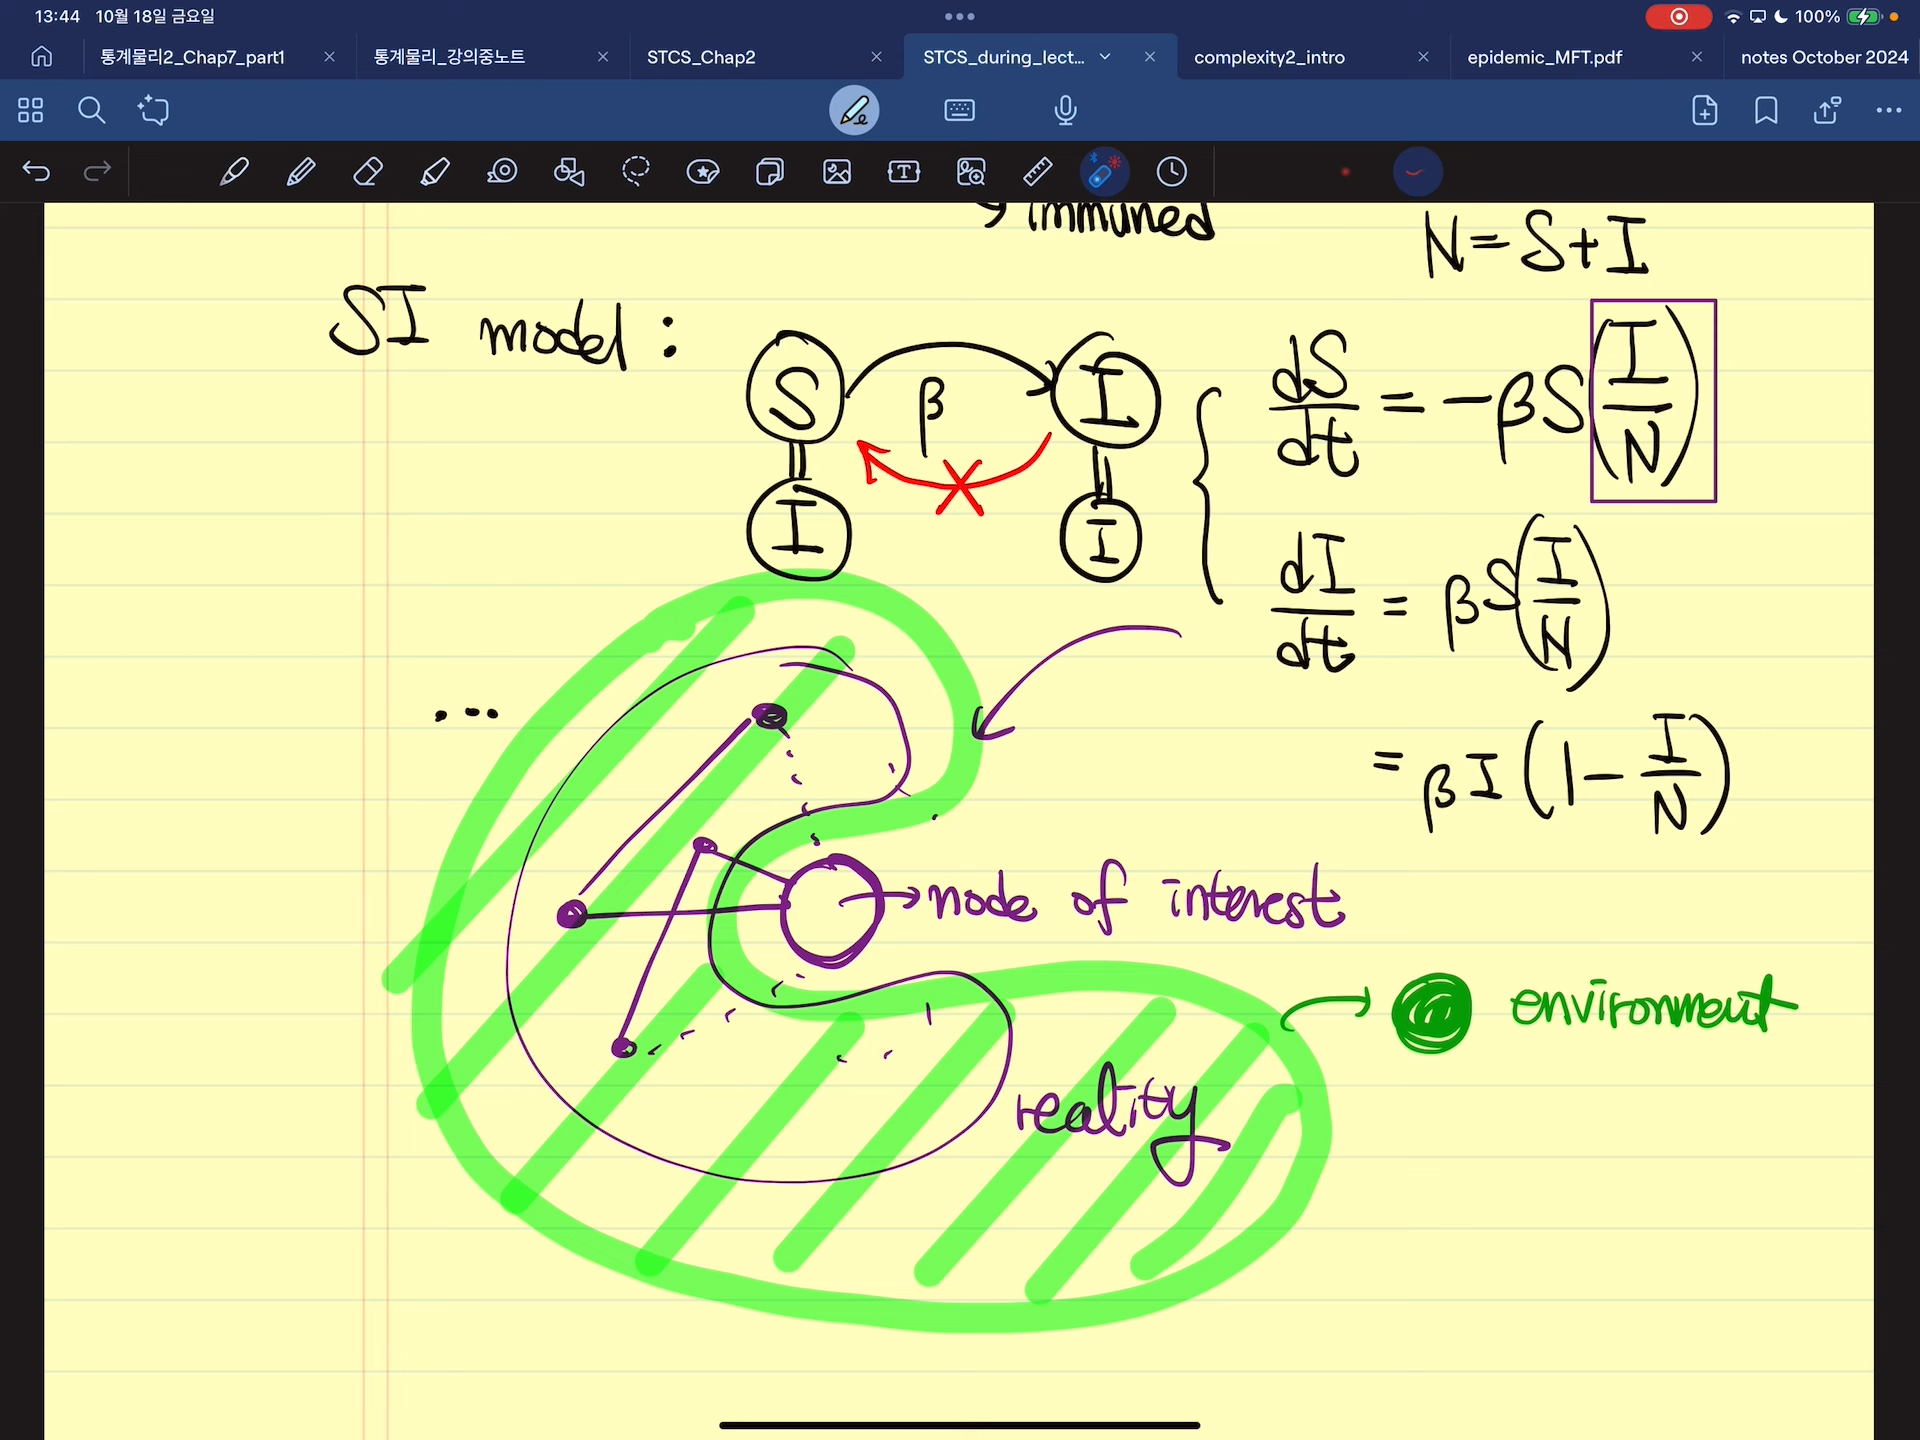 13:44 10월 18일 금요일
100%
통계물리2_Chap7_part1
통계물리_강의중노트
STCS_Chap2
STCS_during_lect...
complexity2_intro
epidemic_MFT.pdf
notes October 2024
→ immuned
N = S + I
SI model :
S β I
I I
dS/dt = -βS(I/N)
dI/dt = βS(I/N)
= βI(1 - I/N)
...
→ node of interest
→ environment
reality